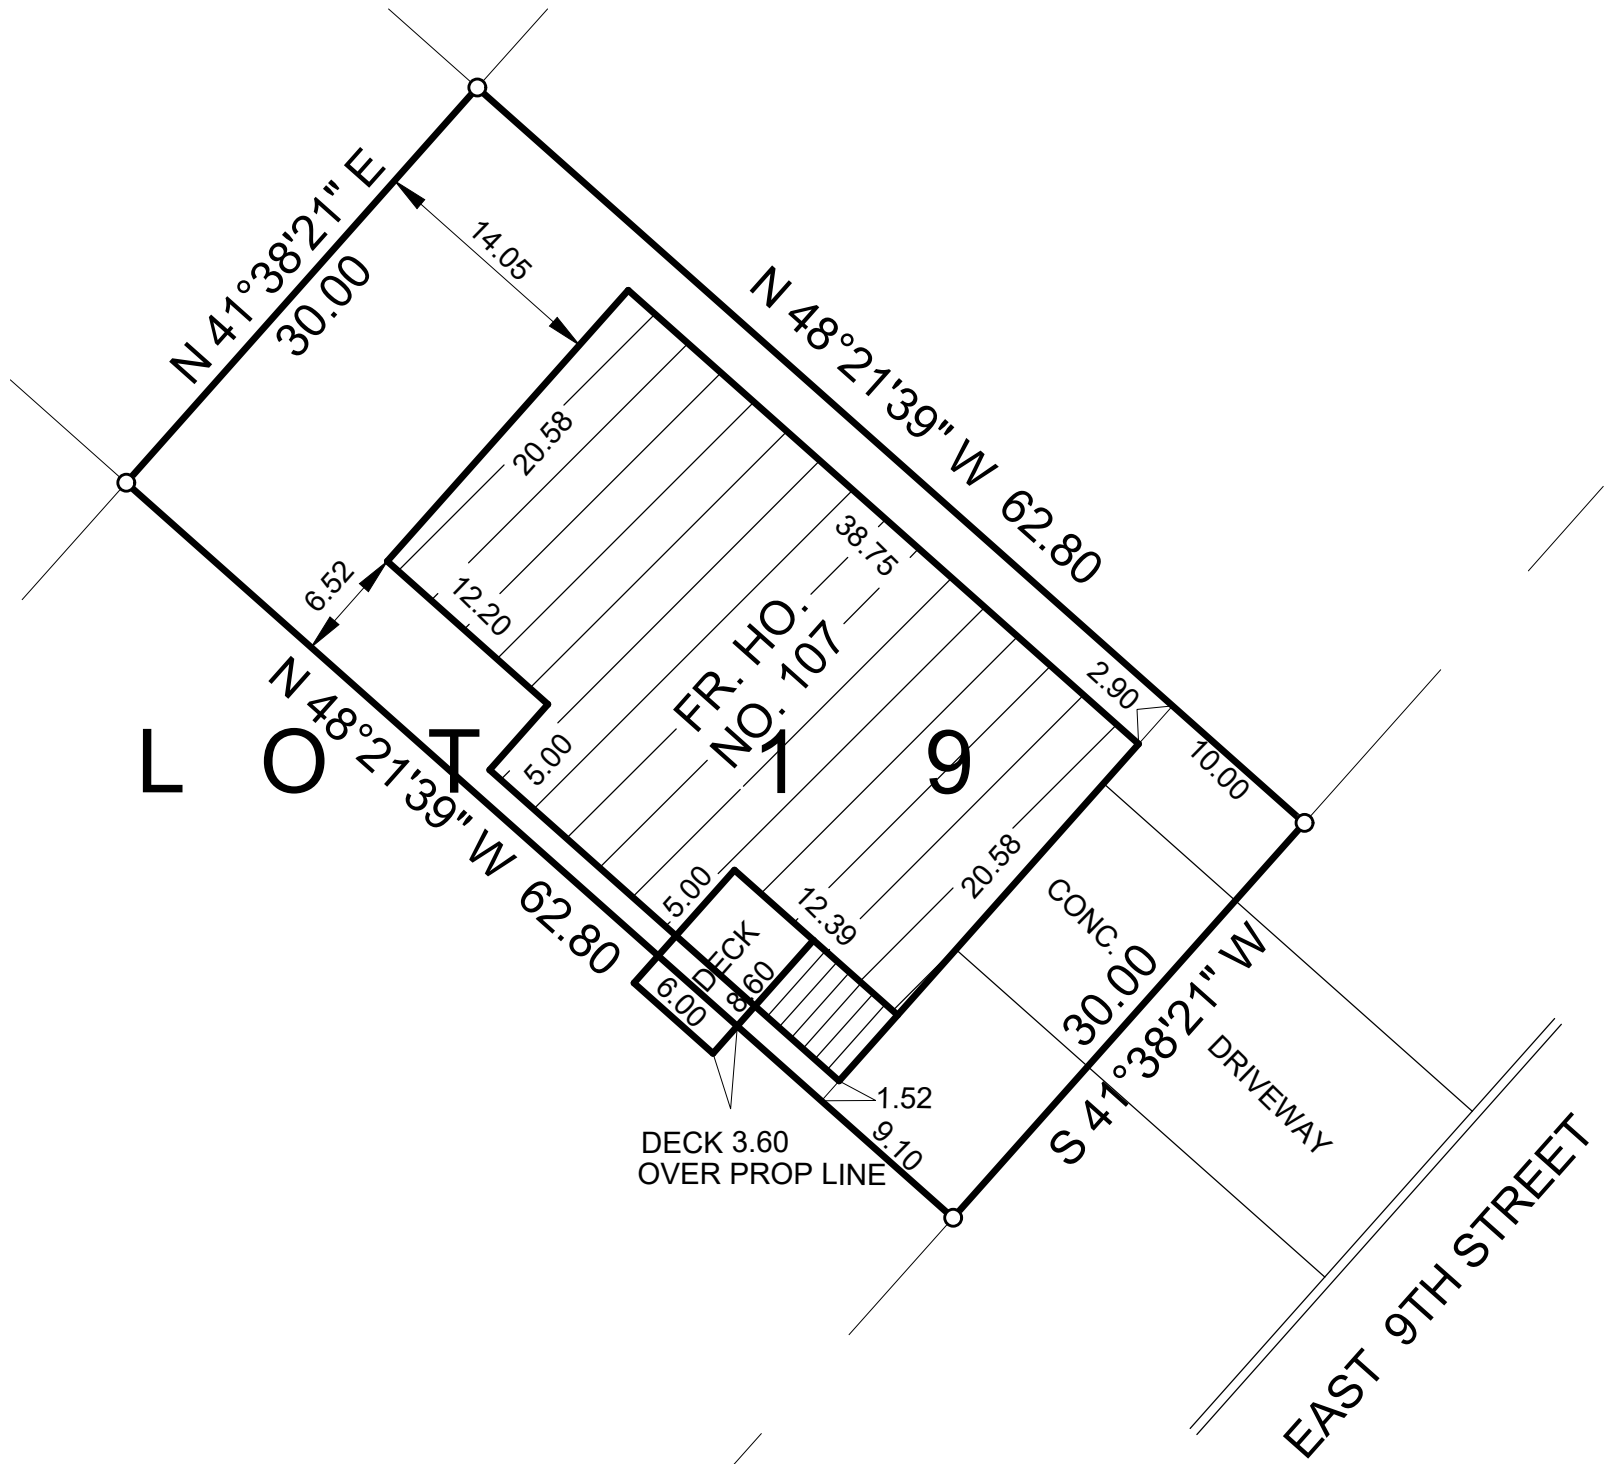 N 41°38'21" E
30.00
14.05
N 48°21'39" W 62.80
20.58
38.75
6.52
12.20
FR. HO.
NO. 107
2.90
10.00
LOT 19
5.00
N 48°21'39" W 62.80
5.00
12.39
20.58
DECK
8.60
6.00
CONC.
30.00
S 41°38'21" W
DRIVEWAY
1.52
9.10
DECK 3.60
OVER PROP LINE
EAST 9TH STREET